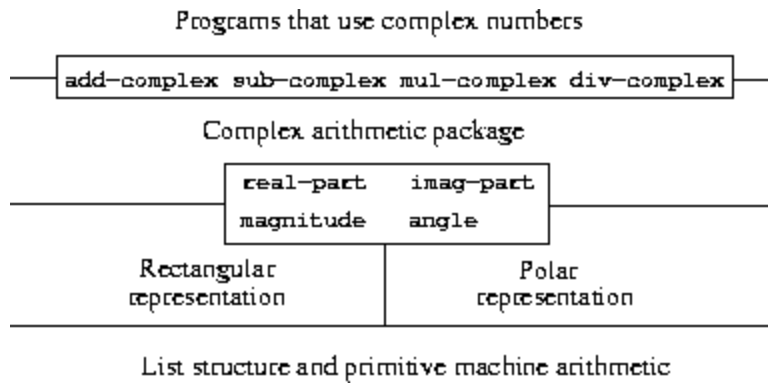 Programs that use complex numbers
add-complex sub-complex mul-complex div-complex
Complex arithmetic package
real-part imag-part
magnitude angle
Rectangular
representation
Polar
representation
List structure and primitive machine arithmetic